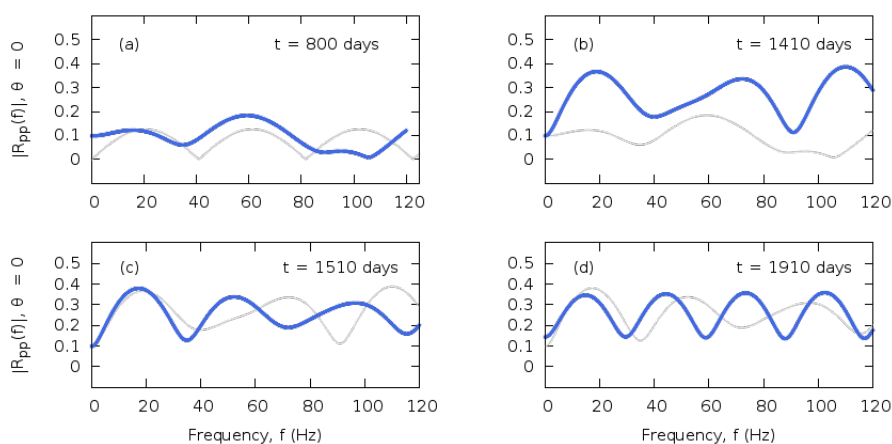 |Rpp(f)|, θ = 0
0.5
0.4
0.3
0.2
0.1
0
(a)
t = 800 days
0 20 40 60 80 100 120
0.5
0.4
0.3
0.2
0.1
0
(b)
t = 1410 days
0 20 40 60 80 100 120
|Rpp(f)|, θ = 0
0.5
0.4
0.3
0.2
0.1
0
(c)
t = 1510 days
0 20 40 60 80 100 120
Frequency, f (Hz)
0.5
0.4
0.3
0.2
0.1
0
(d)
t = 1910 days
0 20 40 60 80 100 120
Frequency, f (Hz)